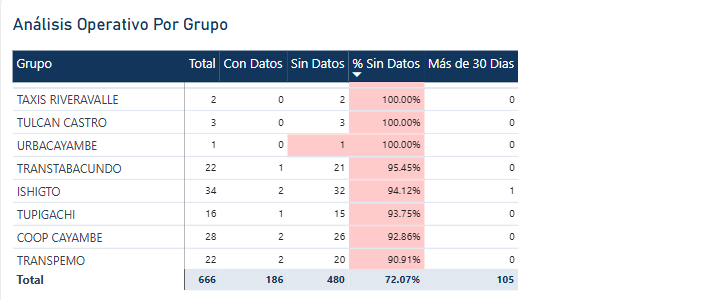 Análisis Operativo Por Grupo
Grupo Total Con Datos Sin Datos % Sin Datos Más de 30 Dias
TAXIS RIVERAVALLE 2 0 2 100.00% 0
TULCAN CASTRO 3 0 3 100.00% 0
URBACAYAMBE 1 0 1 100.00% 0
TRANSTABACUNDO 22 1 21 95.45% 0
ISHIGTO 34 2 32 94.12% 1
TUPIGACHI 16 1 15 93.75% 0
COOP CAYAMBE 28 2 26 92.86% 0
TRANSPEMO 22 2 20 90.91% 0
Total 666 186 480 72.07% 105